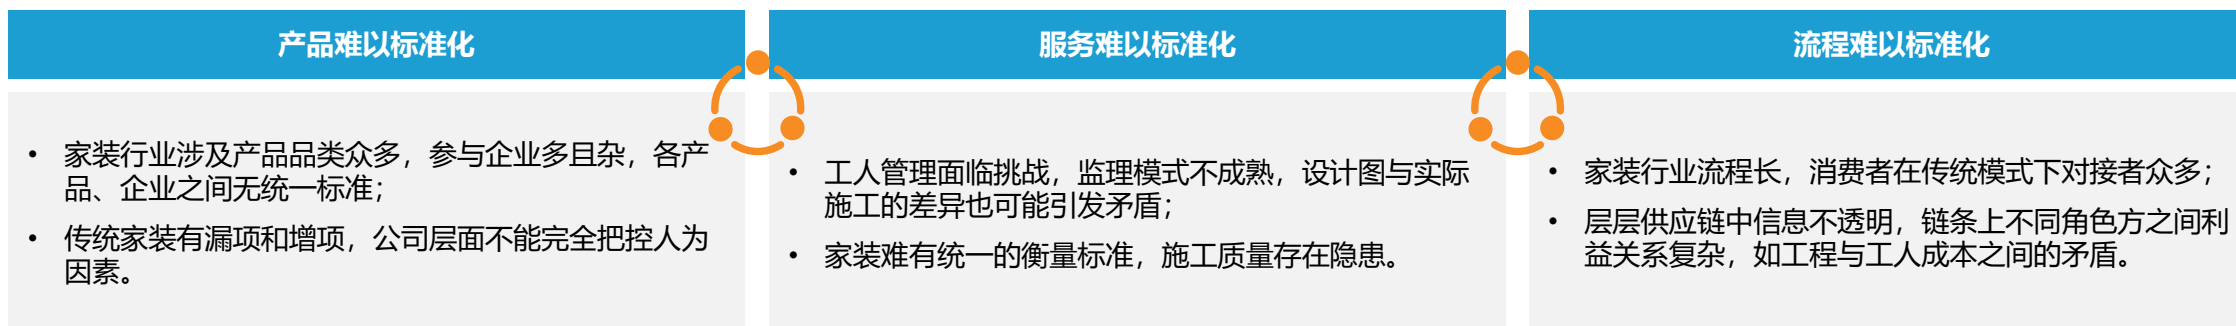 产品难以标准化
• 家装行业涉及产品品类众多，参与企业多且杂，各产
品、企业之间无统一标准；
• 传统家装有漏项和增项，公司层面不能完全把控人为
因素。
服务难以标准化
• 工人管理面临挑战，监理模式不成熟，设计图与实际
施工的差异也可能引发矛盾；
• 家装难有统一的衡量标准，施工质量存在隐患。
流程难以标准化
• 家装行业流程长，消费者在传统模式下对接者众多；
• 层层供应链中信息不透明，链条上不同角色方之间利
益关系复杂，如工程与工人成本之间的矛盾。